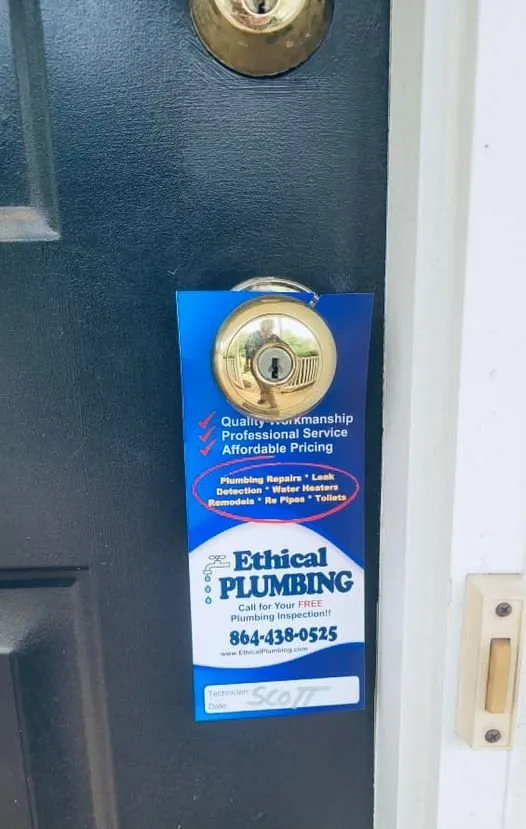 Quality Workmanship
Professional Service
Affordable Pricing
Plumbing Repairs * Leak
Detection * Water Heaters
Remodels * Re Pipes * Toilets
Ethical
PLUMBING
Call for Your FREE
Plumbing Inspection!!
864-438-0525
www.EthicalPlumbing.com
Technician: SCOTT
Date: